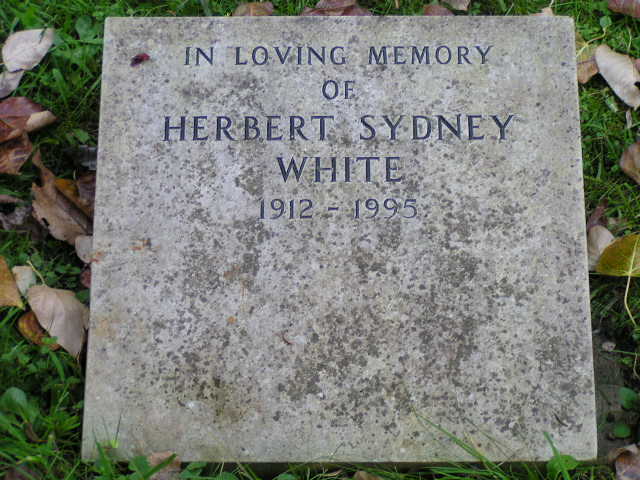 IN LOVING MEMORY
OF
HERBERT SYDNEY
WHITE
1912 - 1995